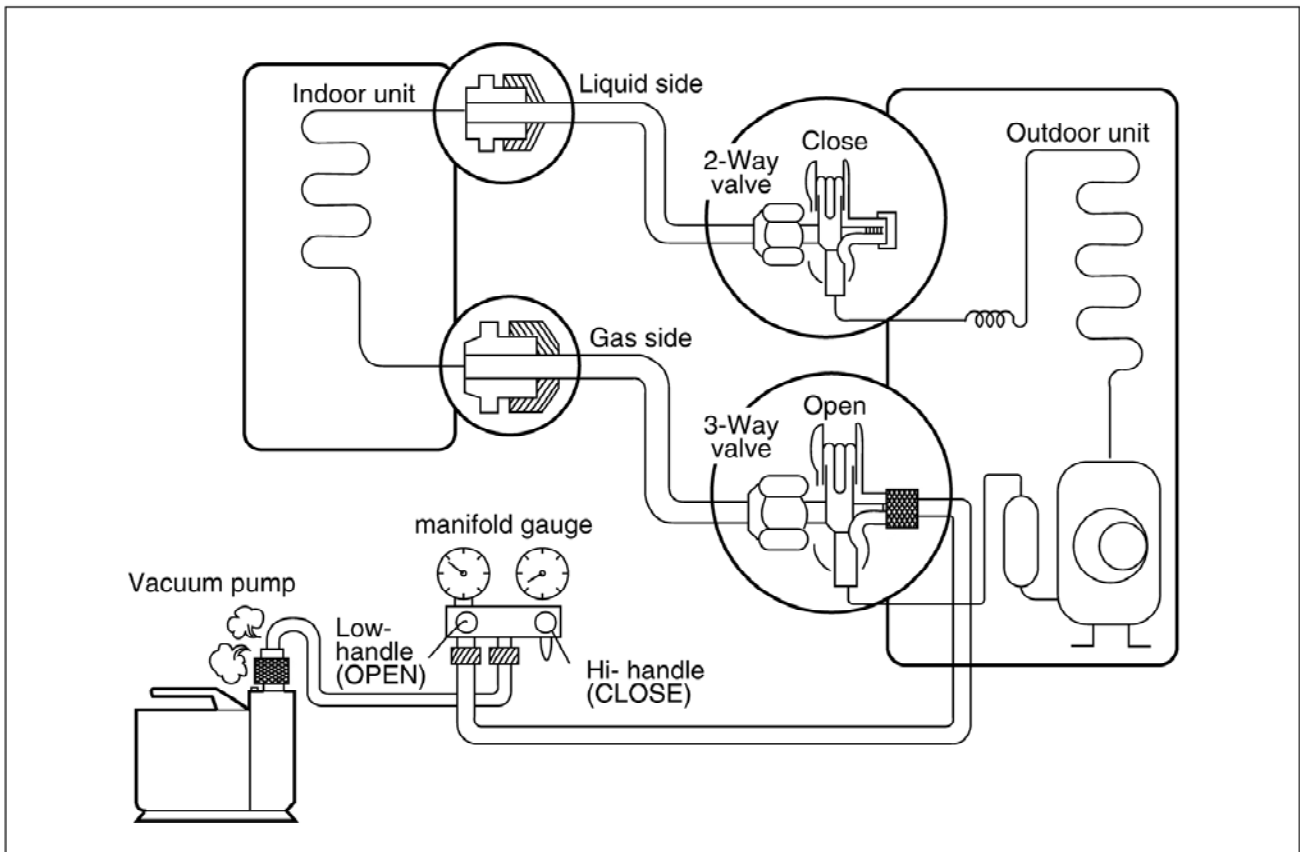 Indoor unit
Liquid side
2-Way
valve
Close
Outdoor unit
Gas side
3-Way
valve
Open
manifold gauge
Vacuum pump
Low-
handle
(OPEN)
Hi- handle
(CLOSE)